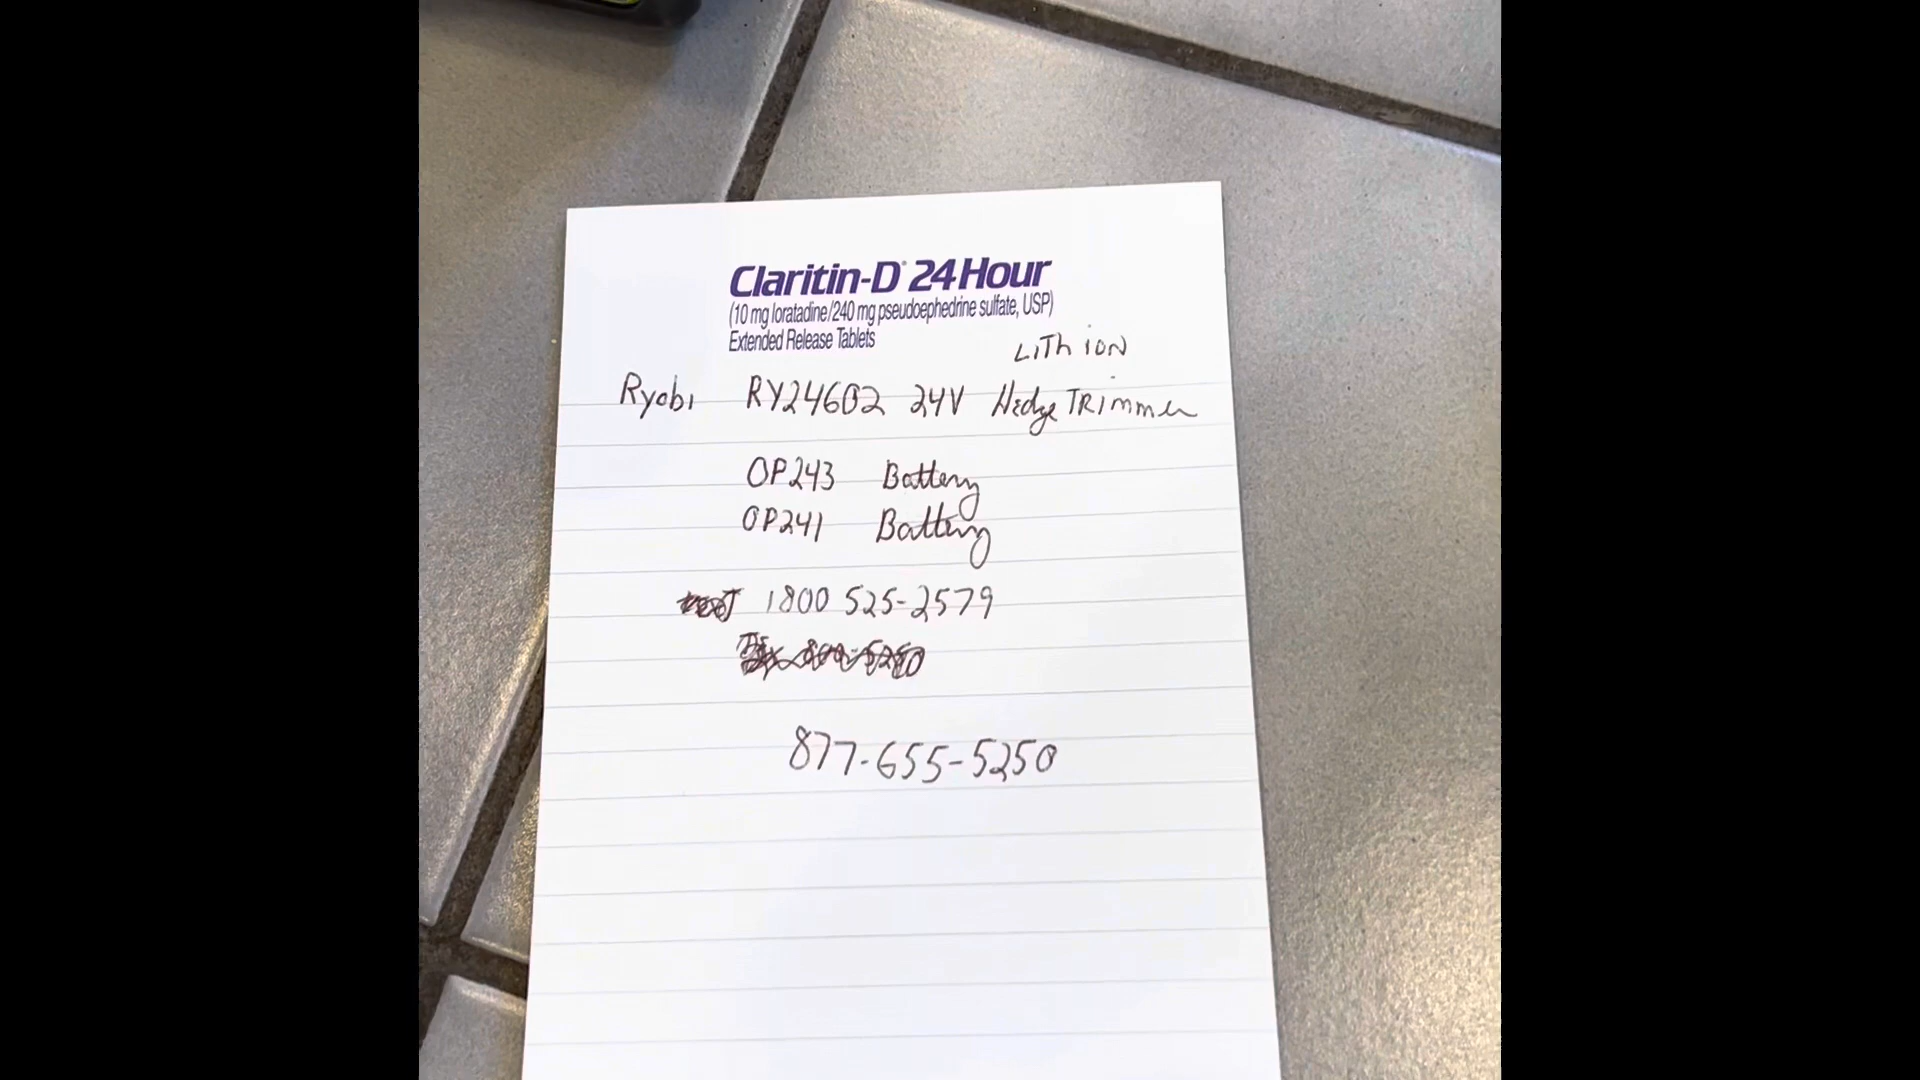 Claritin-D® 24 Hour
(10 mg loratadine/240 mg pseudoephedrine sulfate, USP)
Extended Release Tablets
LiTh ioN
Ryobi RY24602 24V Hedge TRimmer
OP243 Battery
OP241 Battery
1800 525-2579
877-655-5250